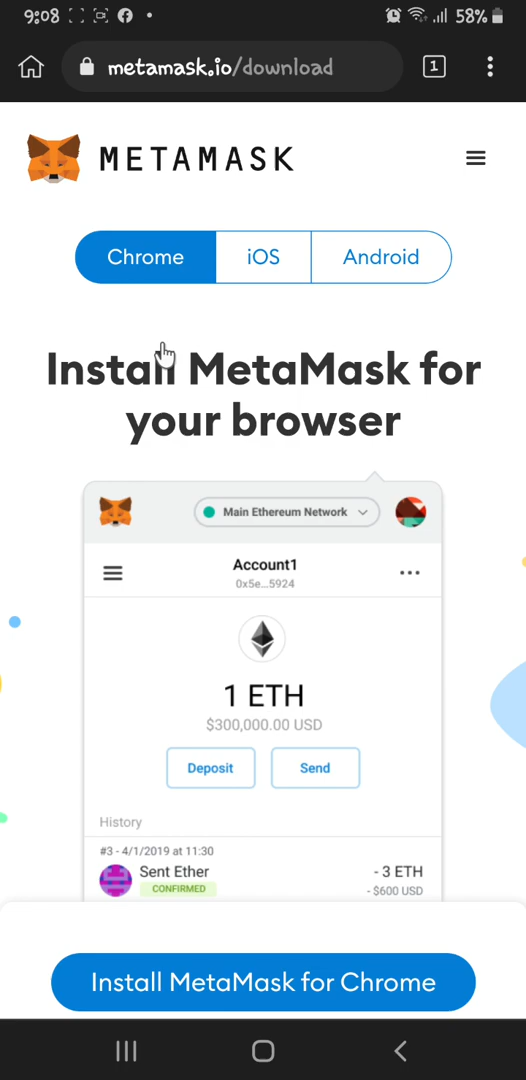 9:08 58%
metamask.io/download 1
METAMASK
Chrome iOS Android
Install MetaMask for
your browser
Main Ethereum Network
Account1
0x5e...5924
1 ETH
$300,000.00 USD
Deposit Send
History
#3 - 4/1/2019 at 11:30
Sent Ether - 3 ETH
CONFIRMED - $600 USD
Install MetaMask for Chrome